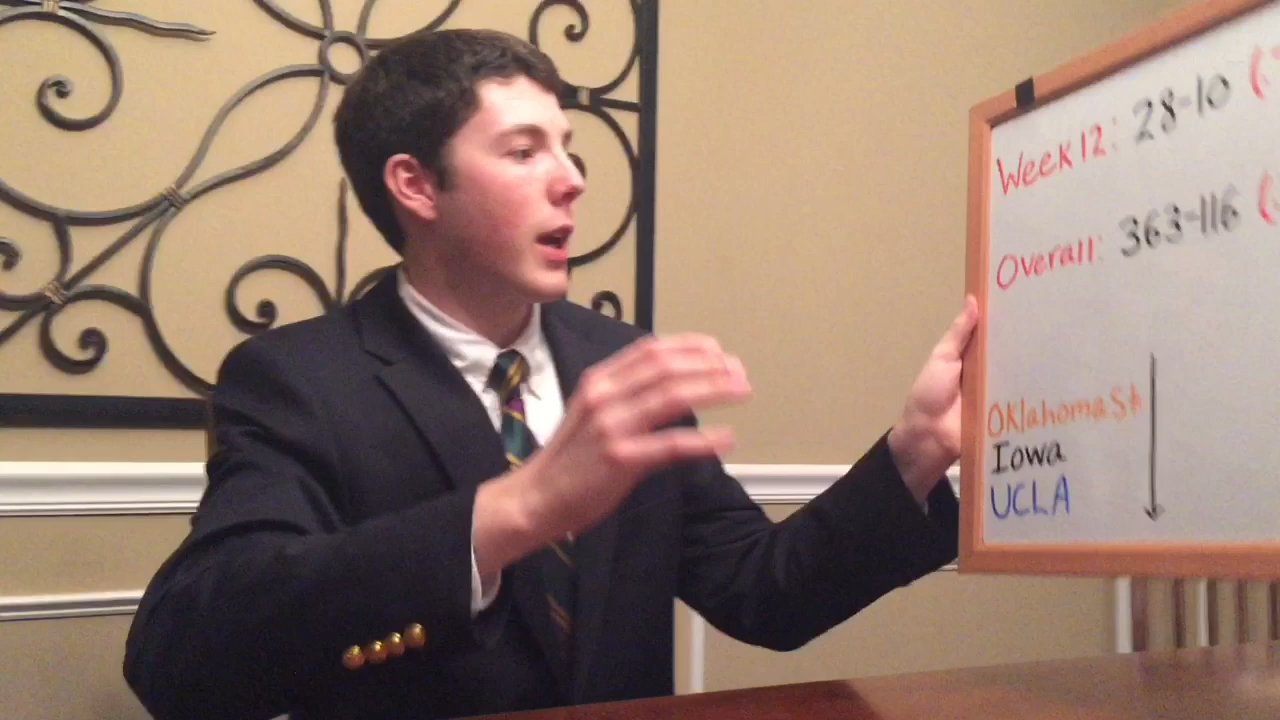 Week 12: 28-10 (.
Overall: 363-116 (.
Oklahoma St
Iowa
UCLA